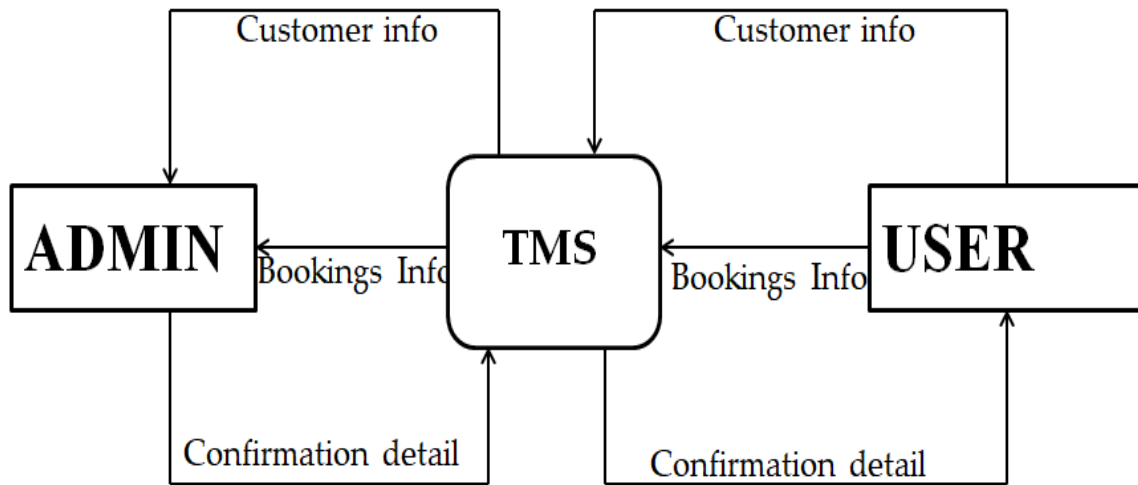 Customer info
Customer info
ADMIN
TMS
USER
Bookings Info
Bookings Info
Confirmation detail
Confirmation detail